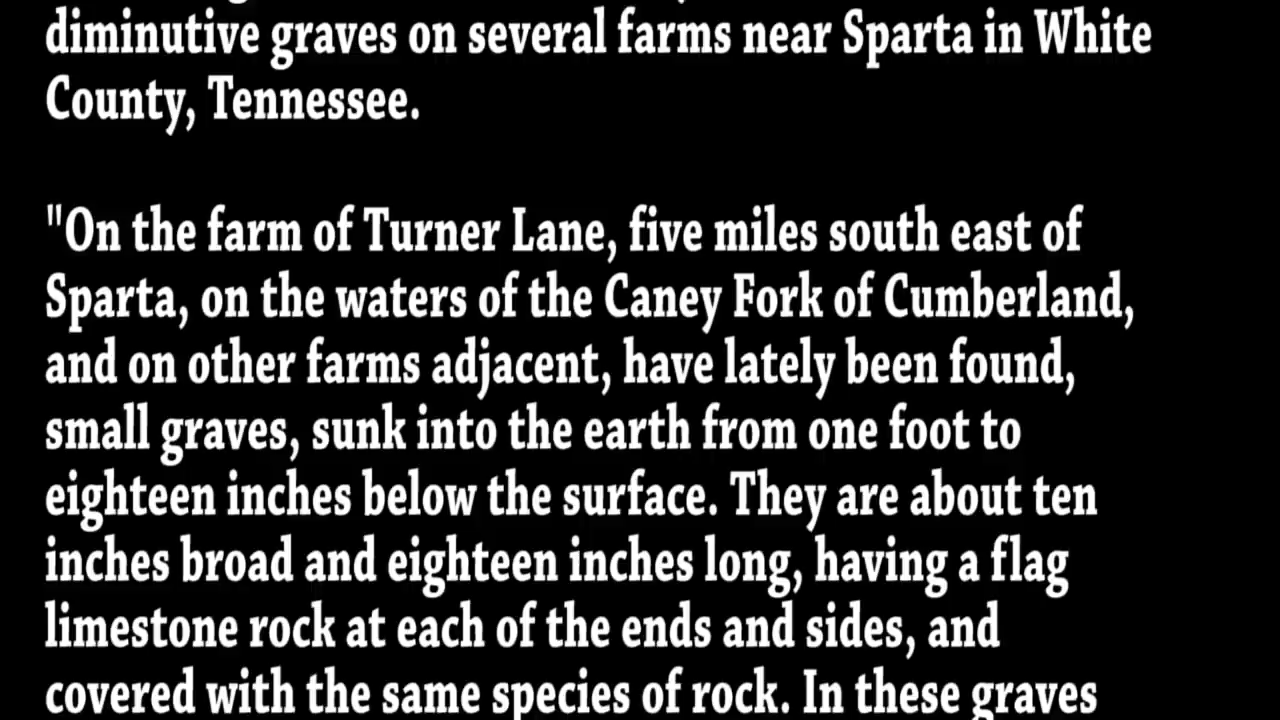 diminutive graves on several farms near Sparta in White
County, Tennessee.
"On the farm of Turner Lane, five miles south east of
Sparta, on the waters of the Caney Fork of Cumberland,
and on other farms adjacent, have lately been found,
small graves, sunk into the earth from one foot to
eighteen inches below the surface. They are about ten
inches broad and eighteen inches long, having a flag
limestone rock at each of the ends and sides, and
covered with the same species of rock. In these graves